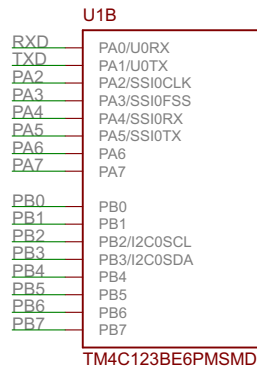 U1B
RXD PA0/U0RX
TXD PA1/U0TX
PA2 PA2/SSI0CLK
PA3 PA3/SSI0FSS
PA4 PA4/SSI0RX
PA5 PA5/SSI0TX
PA6 PA6
PA7 PA7
PB0 PB0
PB1 PB1
PB2 PB2/I2C0SCL
PB3 PB3/I2C0SDA
PB4 PB4
PB5 PB5
PB6 PB6
PB7 PB7
TM4C123BE6PMSMD